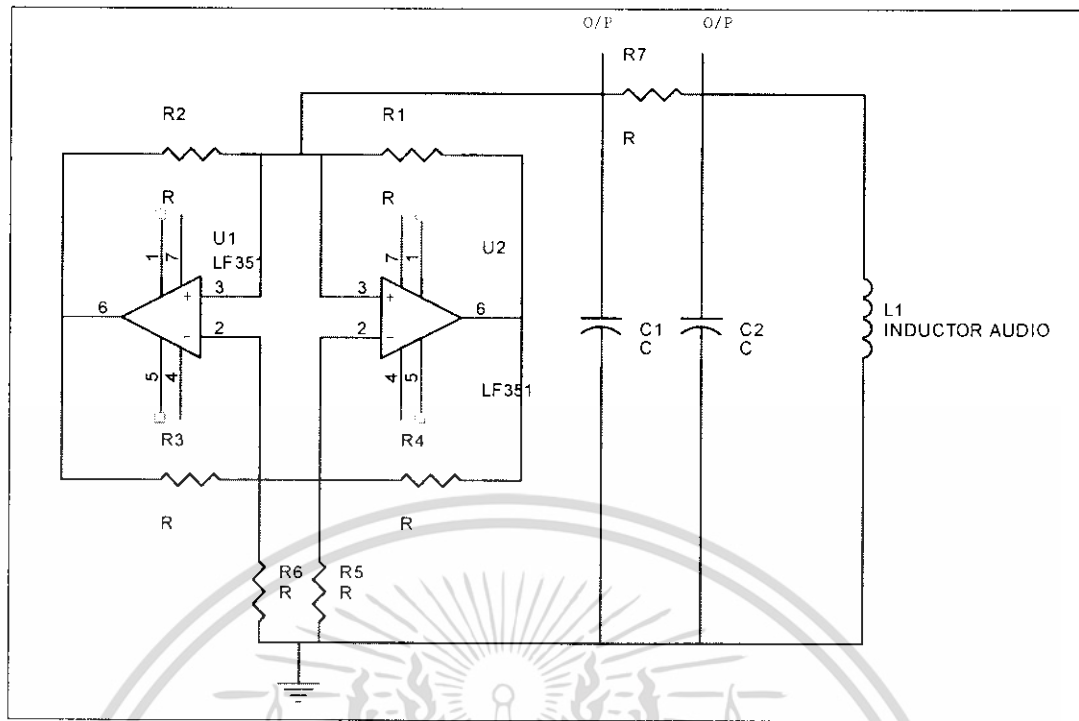 O/P O/P
R7
R
R2 R1
R R
U1
LF351
U2
1 7
7 1
3
2
6
3
2
6
5 4
4 5
LF351
R3 R4
R R
R6
R
R5
R
C1
C
C2
C
L1
INDUCTOR AUDIO
+
-
+
-